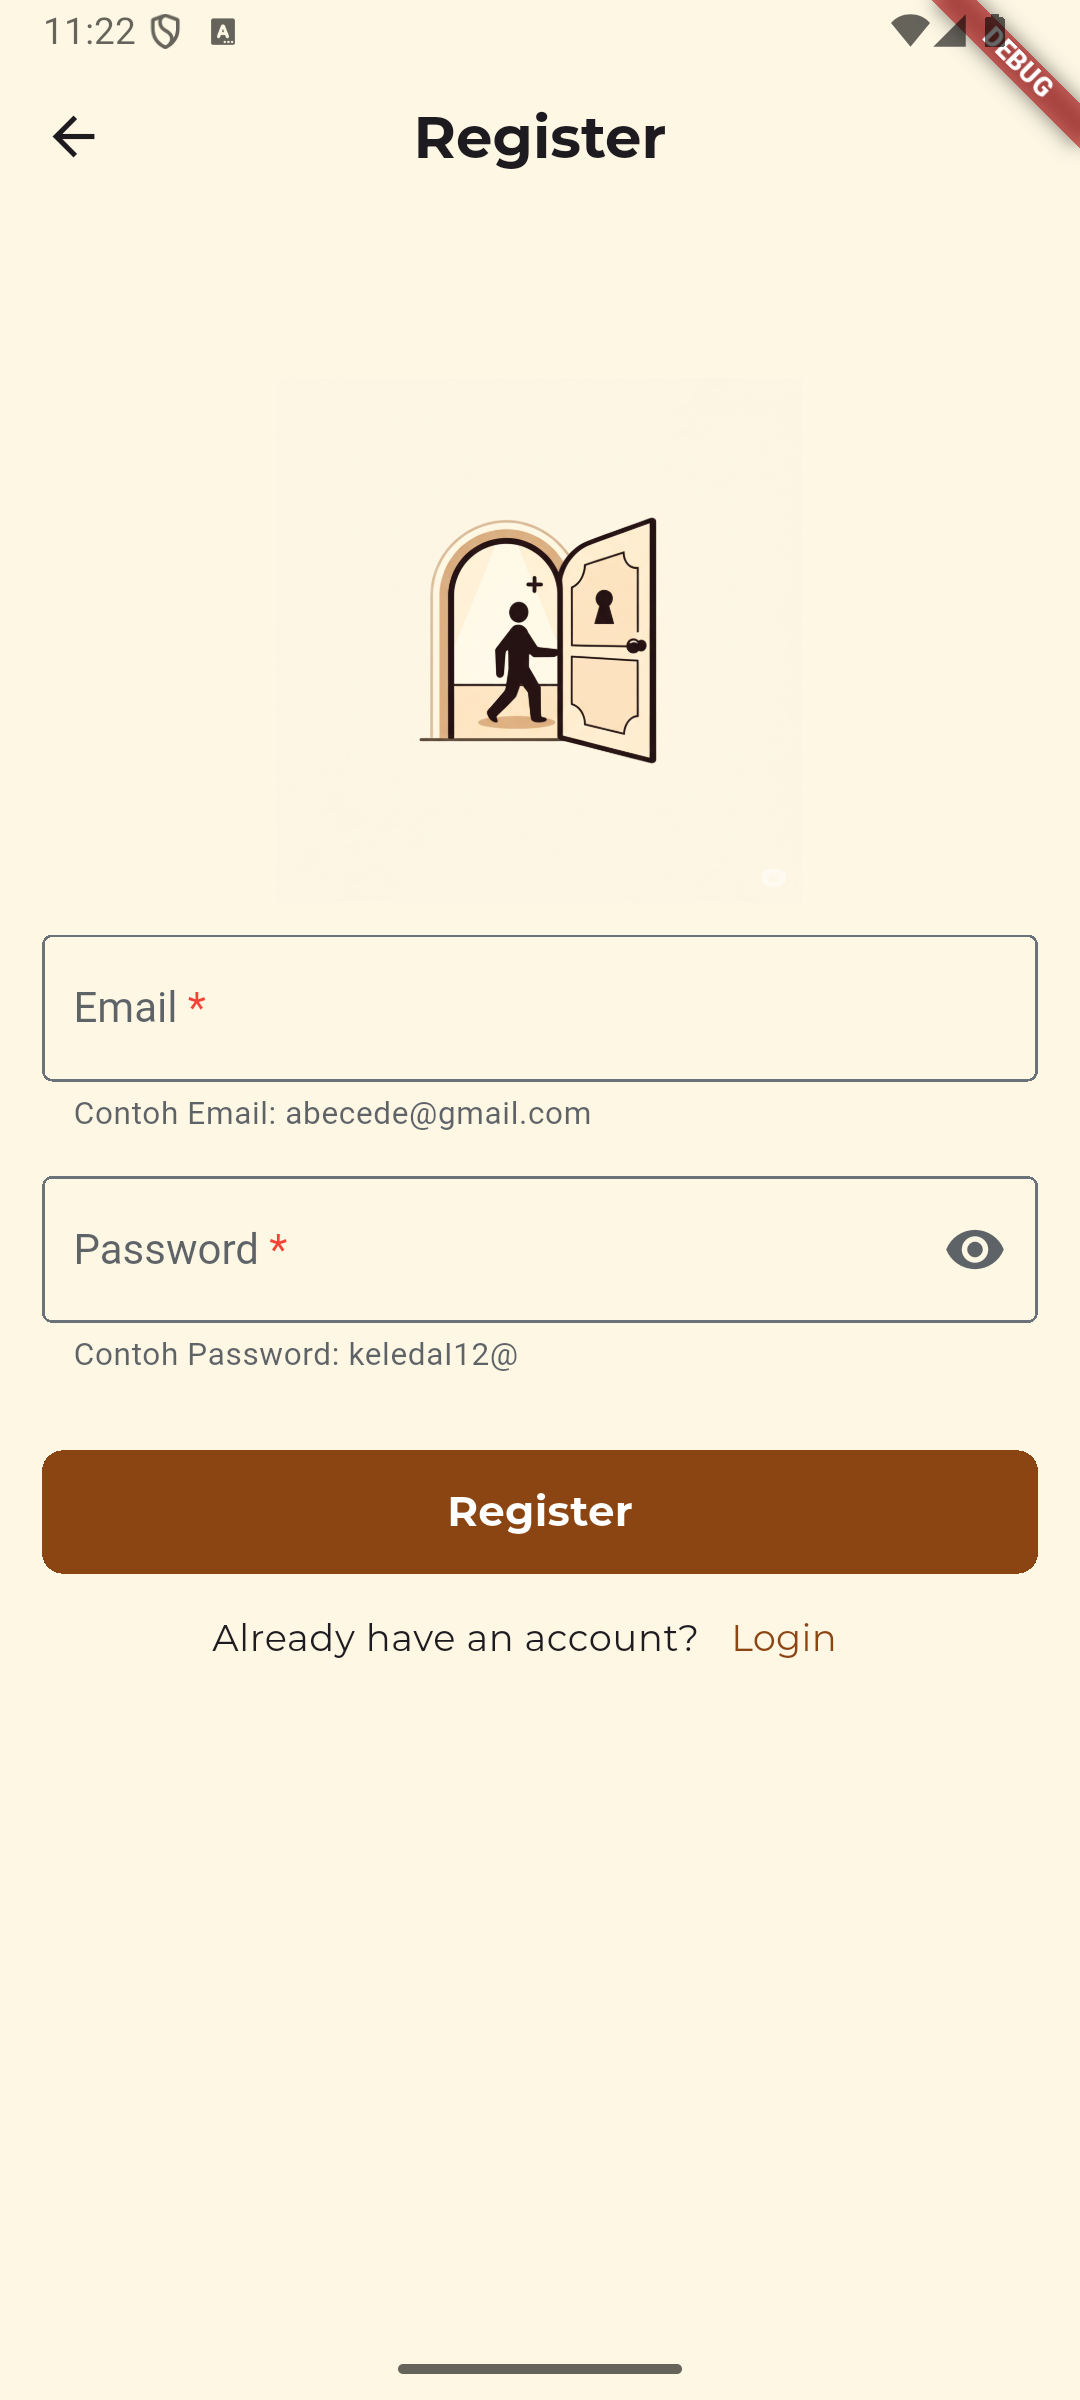 11:22
DEBUG
Register
Email *
Contoh Email: abecede@gmail.com
Password *
Contoh Password: keledaI12@
Register
Already have an account? Login